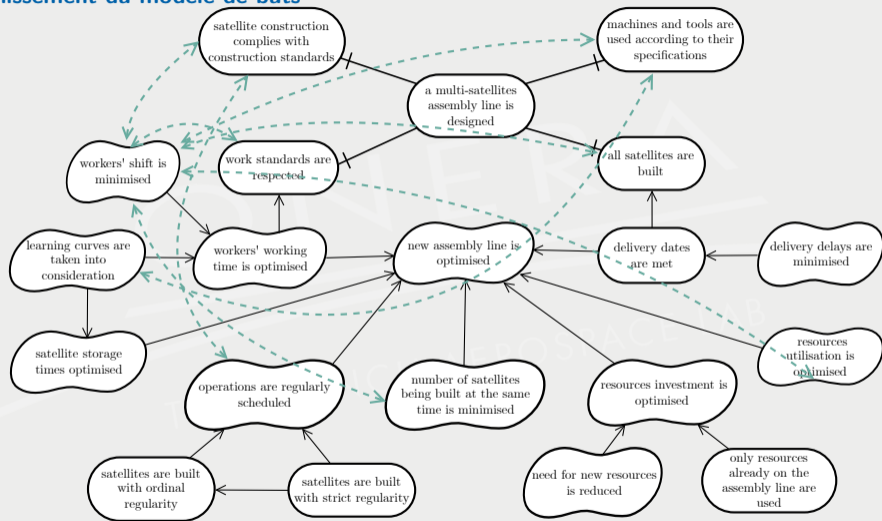 satellite construction
complies with
construction standards
machines and tools are
used according to their
specifications
a multi-satellites
assembly line is
designed
workers' shift is
minimised
work standards are
respected
all satellites are
built
learning curves are
taken into
consideration
workers' working
time is optimised
new assembly line is
optimised
delivery dates
are met
delivery delays are
minimised
satellite storage
times optimised
operations are regularly
scheduled
number of satellites
being built at the same
time is minimised
resources investment is
optimised
resources
utilisation is
optimised
satellites are built
with ordinal
regularity
satellites are built
with strict regularity
need for new resources
is reduced
only resources
already on the
assembly line are
used
ONERA